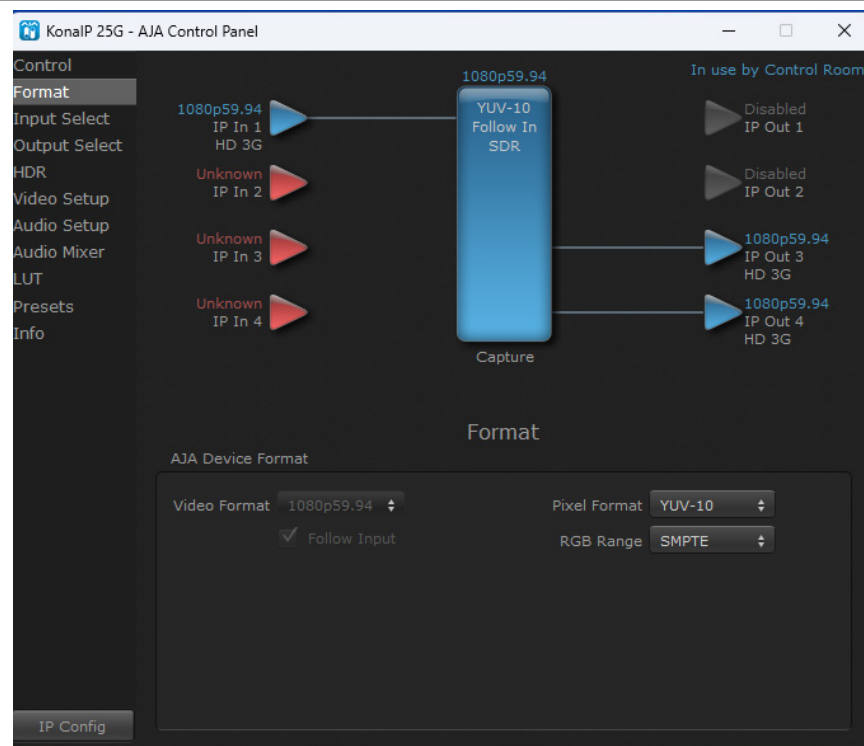 KonaIP 25G - AJA Control Panel
Control
Format
Input Select
Output Select
HDR
Video Setup
Audio Setup
Audio Mixer
LUT
Presets
Info
IP Config
In use by Control Room
1080p59.94
IP In 1
HD 3G
Unknown
IP In 2
Unknown
IP In 3
Unknown
IP In 4
1080p59.94
YUV-10
Follow In
SDR
Capture
Disabled
IP Out 1
Disabled
IP Out 2
1080p59.94
IP Out 3
HD 3G
1080p59.94
IP Out 4
HD 3G
Format
AJA Device Format
Video Format 1080p59.94
Follow Input
Pixel Format YUV-10
RGB Range SMPTE